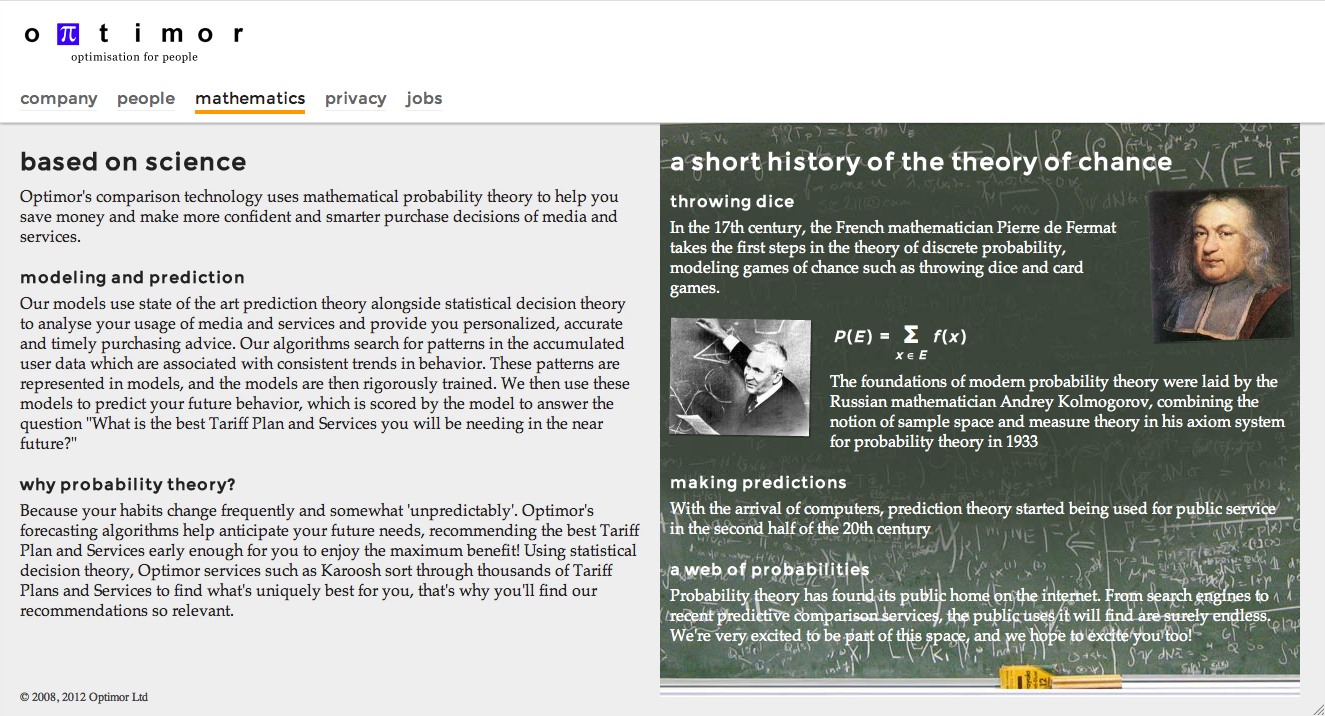 o π t i m o r
optimisation for people
company people mathematics privacy jobs
based on science
Optimor's comparison technology uses mathematical probability theory to help you
save money and make more confident and smarter purchase decisions of media and
services.
modeling and prediction
Our models use state of the art prediction theory alongside statistical decision theory
to analyse your usage of media and services and provide you personalized, accurate
and timely purchasing advice. Our algorithms search for patterns in the accumulated
user data which are associated with consistent trends in behavior. These patterns are
represented in models, and the models are then rigorously trained. We then use these
models to predict your future behavior, which is scored by the model to answer the
question "What is the best Tariff Plan and Services you will be needing in the near
future?"
why probability theory?
Because your habits change frequently and somewhat 'unpredictably'. Optimor's
forecasting algorithms help anticipate your future needs, recommending the best Tariff
Plan and Services early enough for you to enjoy the maximum benefit! Using statistical
decision theory, Optimor services such as Karoosh sort through thousands of Tariff
Plans and Services to find what's uniquely best for you, that's why you'll find our
recommendations so relevant.
© 2008, 2012 Optimor Ltd
a short history of the theory of chance
throwing dice
In the 17th century, the French mathematician Pierre de Fermat
takes the first steps in the theory of discrete probability,
modeling games of chance such as throwing dice and card
games.
P(E) = Σ f(x)
x ∈ E
The foundations of modern probability theory were laid by the
Russian mathematician Andrey Kolmogorov, combining the
notion of sample space and measure theory in his axiom system
for probability theory in 1933
making predictions
With the arrival of computers, prediction theory started being used for public service
in the second half of the 20th century
a web of probabilities
Probability theory has found its public home on the internet. From search engines to
recent predictive comparison services, the public uses it will find are surely endless.
We're very excited to be part of this space, and we hope to excite you too!